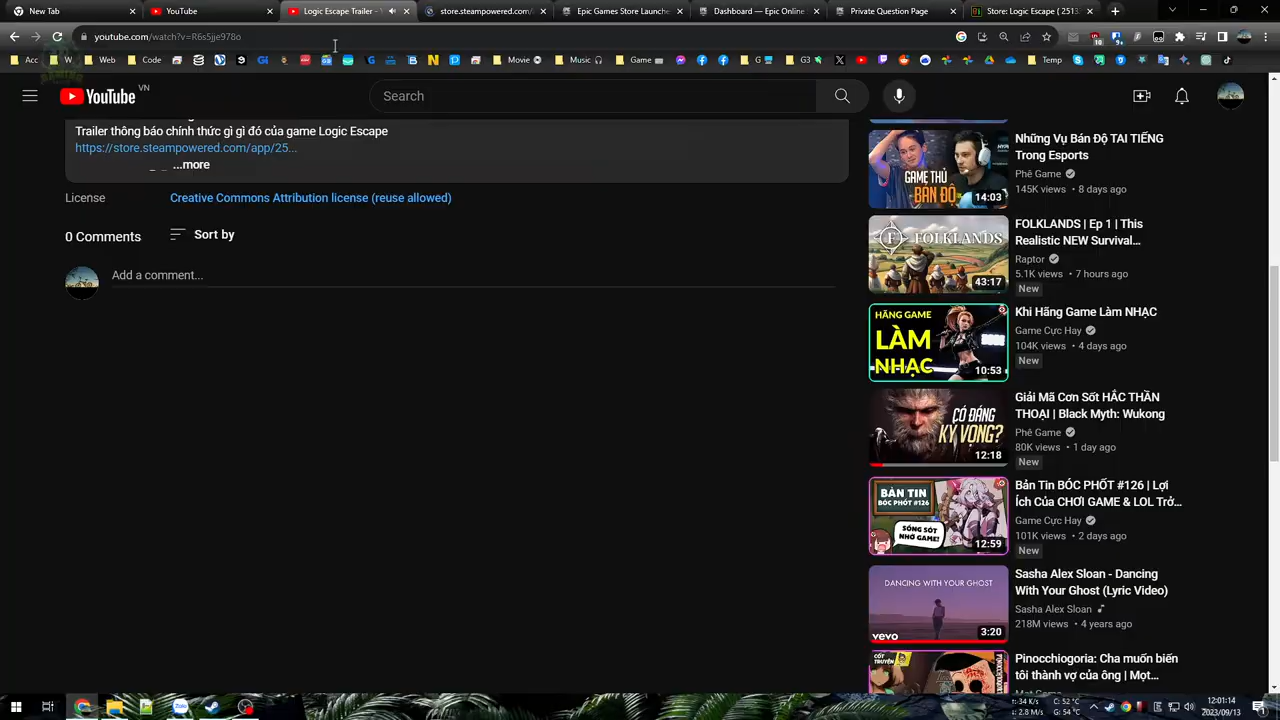 New Tab
YouTube
Logic Escape Trailer -
store.steampowered.com/
Epic Games Store Launche
Dashboard — Epic Online
Private Question Page
Store: Logic Escape ( 2513
youtube.com/watch?v=R6s5jje978o
Web
Movie
Music
Game
G
G3
Temp
YouTube VN
Search
Trailer thông báo chính thức gì gì đó của game Logic Escape
https://store.steampowered.com/app/25...
...more
License
Creative Commons Attribution license (reuse allowed)
0 Comments
Sort by
Add a comment...
GAME THỦ
BÁN ĐỘ
14:03
Những Vụ Bán Độ TAI TIẾNG
Trong Esports
Phê Game
145K views • 8 days ago
FOLKLANDS
43:17
FOLKLANDS | Ep 1 | This
Realistic NEW Survival...
Raptor
5.1K views • 7 hours ago
New
HÃNG GAME
LÀM
NHẠC
10:53
Khi Hãng Game Làm NHẠC
Game Cực Hay
104K views • 4 days ago
New
CÓ ĐÁNG
KỲ VỌNG?
12:18
Giải Mã Cơn Sốt HẮC THẦN
THOẠI | Black Myth: Wukong
Phê Game
80K views • 1 day ago
New
BẢN TIN
BÓC PHỐT #126
SỐNG SÓT
NHỜ GAME!
12:59
Bản Tin BÓC PHỐT #126 | Lợi
Ích Của CHƠI GAME & LOL Trở...
Game Cực Hay
101K views • 2 days ago
New
DANCING WITH YOUR GHOST
vevo
3:20
Sasha Alex Sloan - Dancing
With Your Ghost (Lyric Video)
Sasha Alex Sloan
218M views • 4 years ago
CỐT
TRUYỆN
Pinocchiogoria: Cha muốn biến
tôi thành vợ của ông | Mọt...
Zalo
C: 52 °C
G: 54 °C
12:01:14
2023/09/13